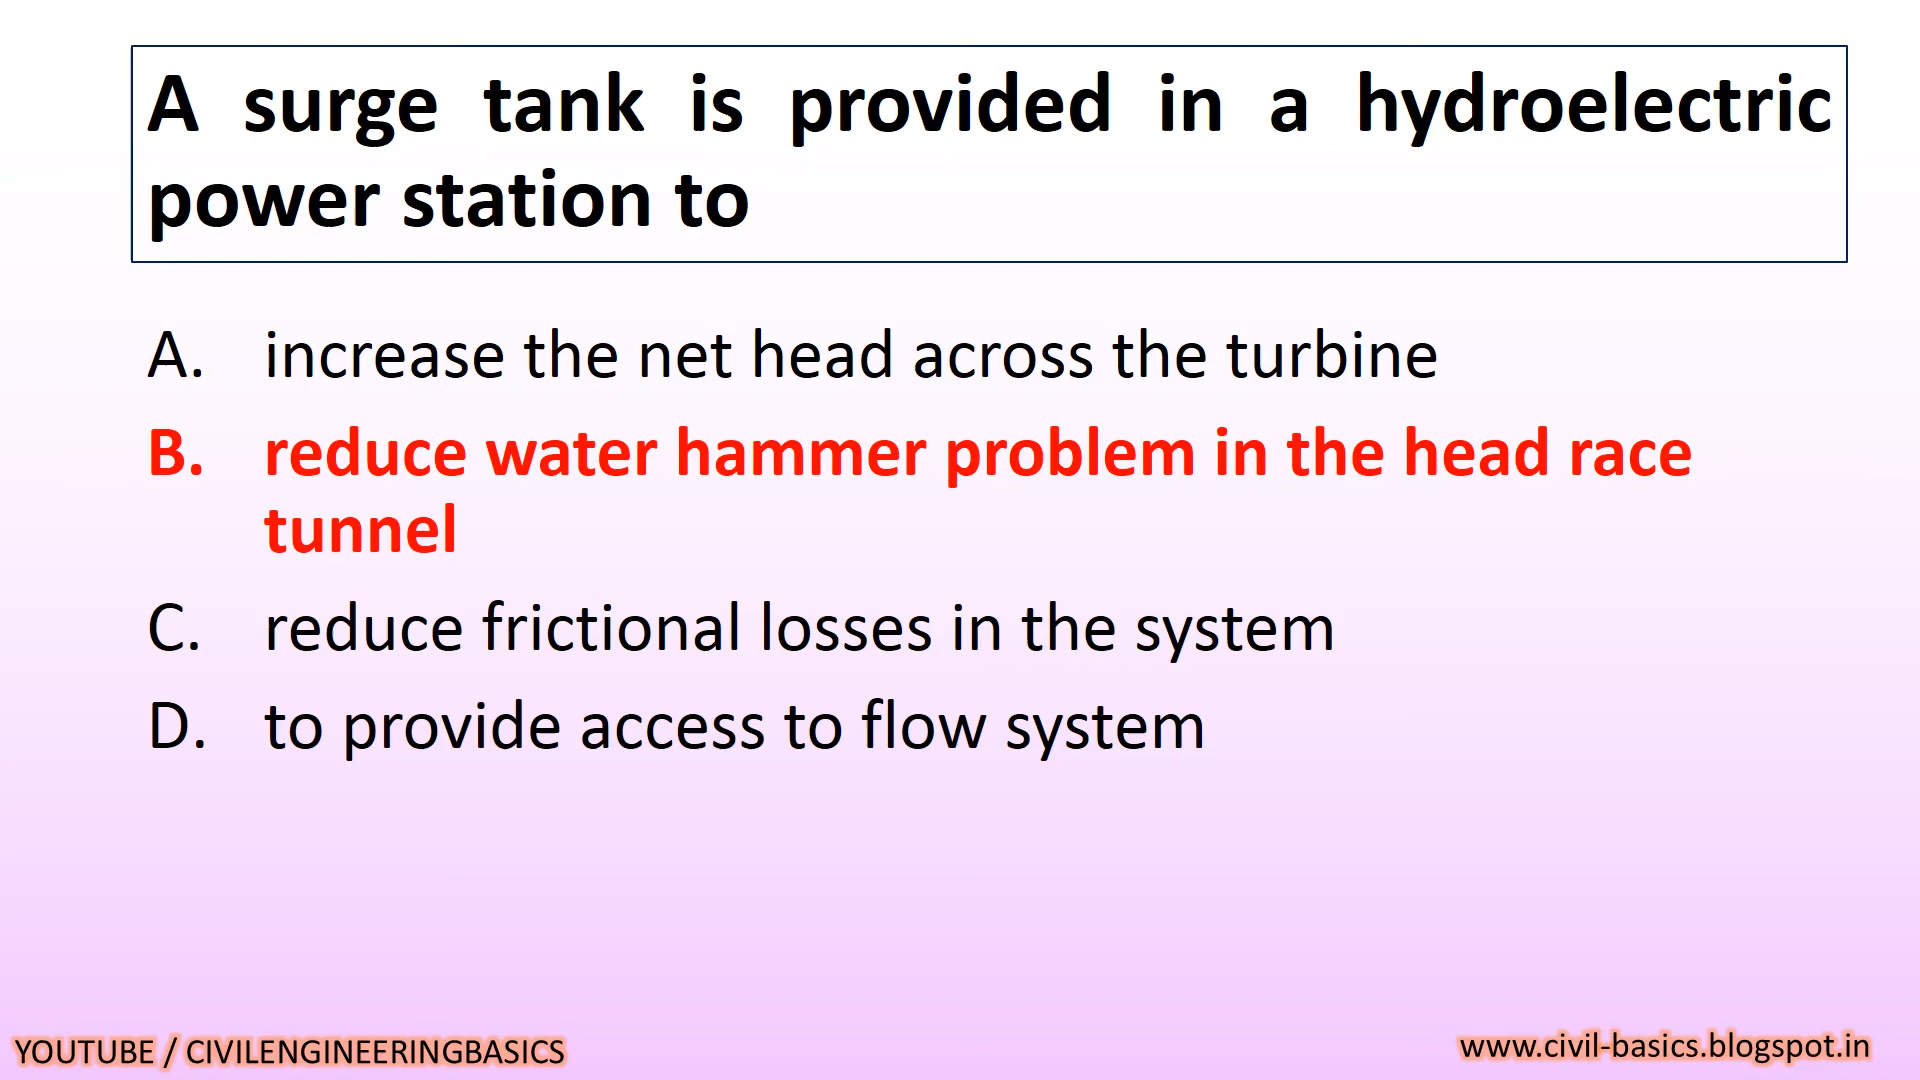 A surge tank is provided in a hydroelectric
power station to
A. increase the net head across the turbine
B. reduce water hammer problem in the head race
tunnel
C. reduce frictional losses in the system
D. to provide access to flow system
YOUTUBE / CIVILENGINEERINGBASICS
www.civil-basics.blogspot.in